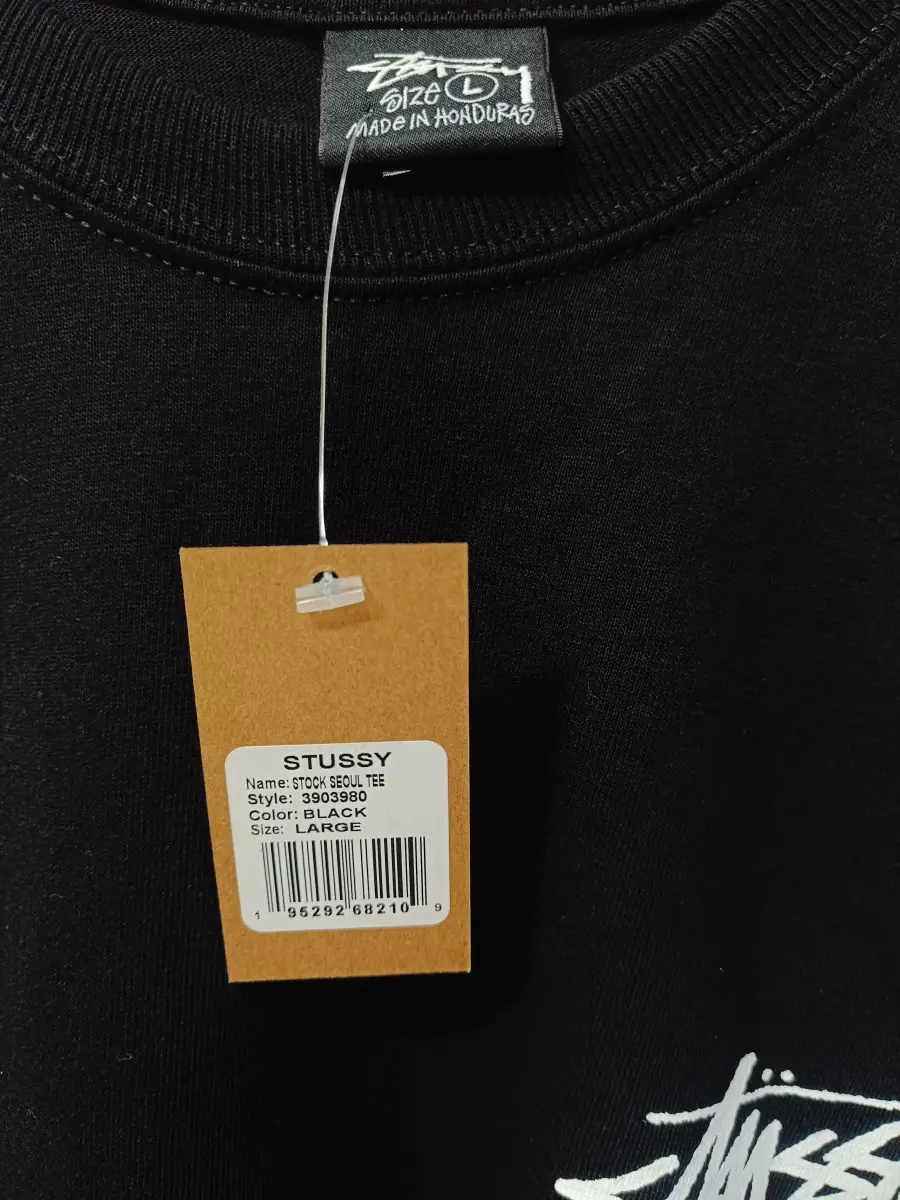 Stüssy
SIZE L
MADE IN HONDURAS
STUSSY
Name: STOCK SEOUL TEE
Style: 3903980
Color: BLACK
Size: LARGE
1 95292 68210 9
Stüssy